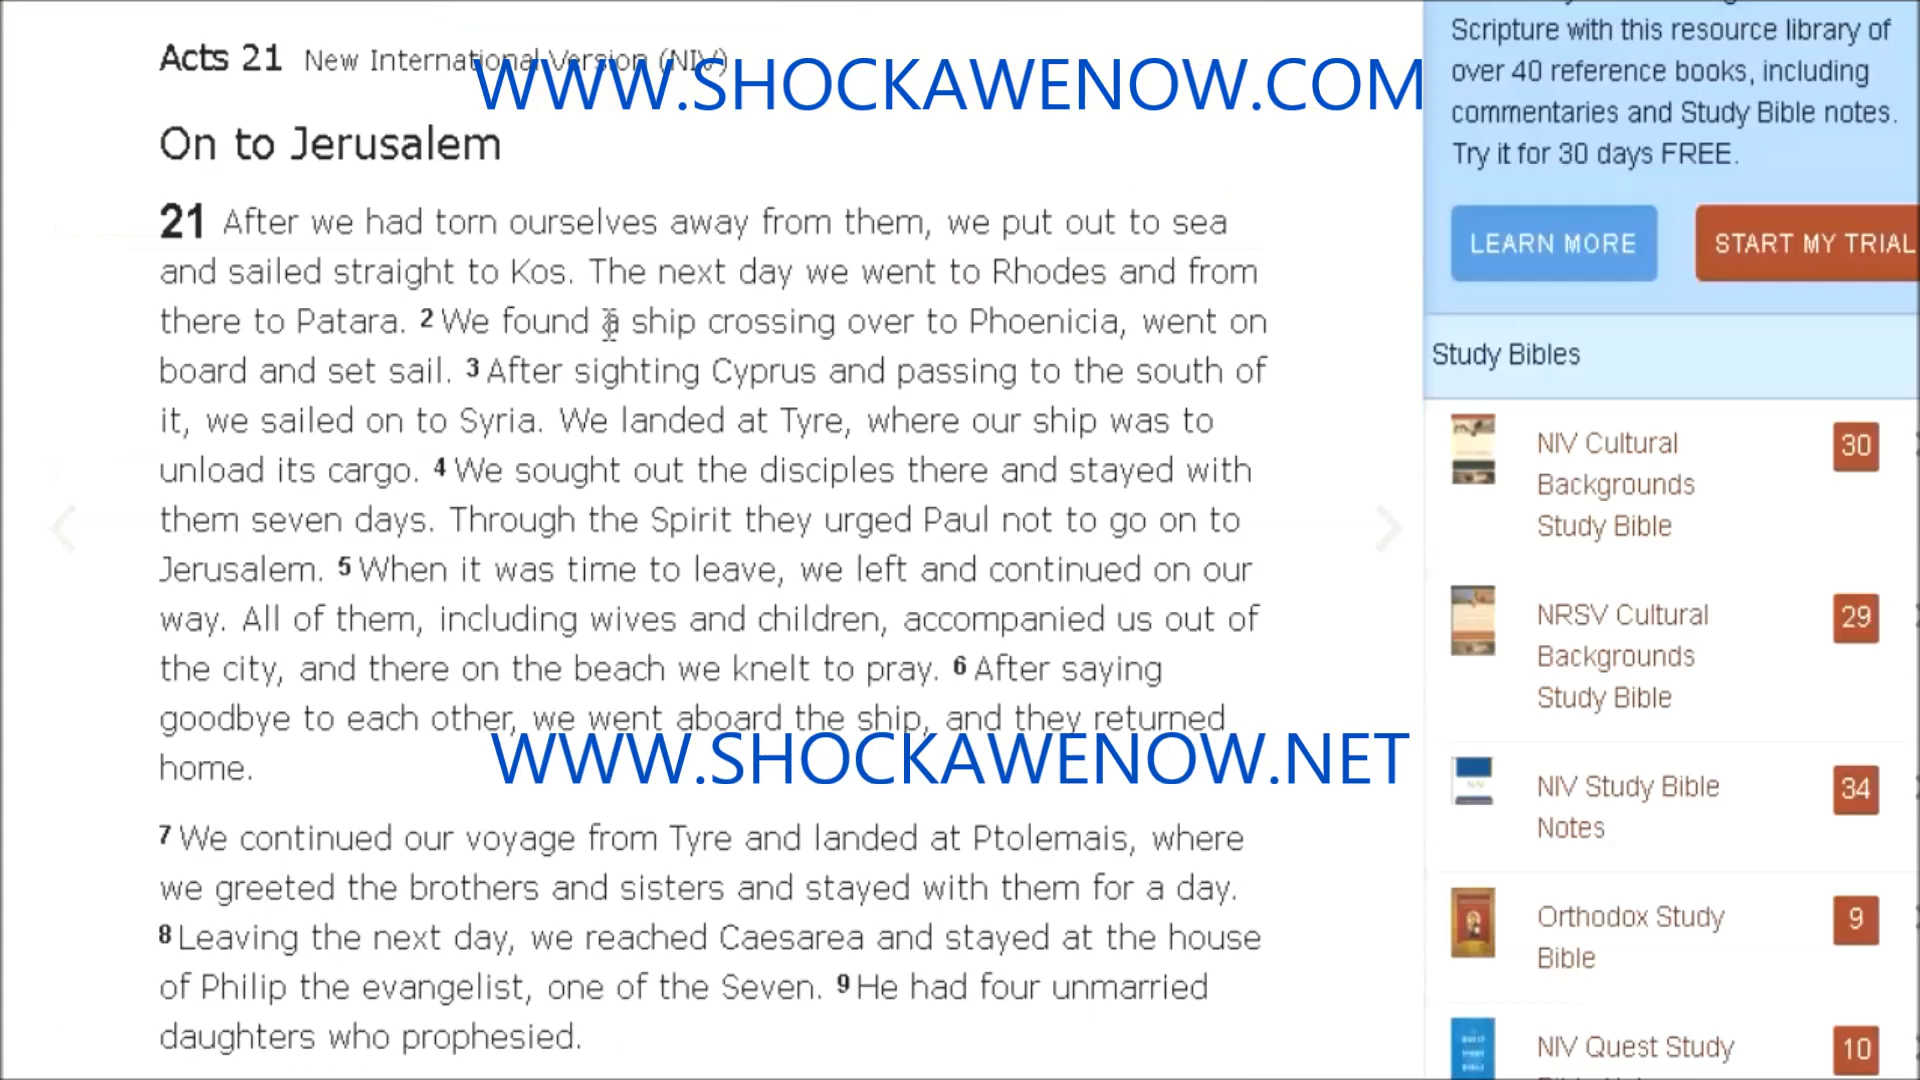 Acts 21 New International Version (NIV)
WWW.SHOCKAWENOW.COM
On to Jerusalem
21 After we had torn ourselves away from them, we put out to sea
and sailed straight to Kos. The next day we went to Rhodes and from
there to Patara. 2 We found a ship crossing over to Phoenicia, went on
board and set sail. 3 After sighting Cyprus and passing to the south of
it, we sailed on to Syria. We landed at Tyre, where our ship was to
unload its cargo. 4 We sought out the disciples there and stayed with
them seven days. Through the Spirit they urged Paul not to go on to
Jerusalem. 5 When it was time to leave, we left and continued on our
way. All of them, including wives and children, accompanied us out of
the city, and there on the beach we knelt to pray. 6 After saying
goodbye to each other, we went aboard the ship, and they returned
home.
WWW.SHOCKAWENOW.NET
7 We continued our voyage from Tyre and landed at Ptolemais, where
we greeted the brothers and sisters and stayed with them for a day.
8 Leaving the next day, we reached Caesarea and stayed at the house
of Philip the evangelist, one of the Seven. 9 He had four unmarried
daughters who prophesied.
Scripture with this resource library of
over 40 reference books, including
commentaries and Study Bible notes.
Try it for 30 days FREE.
LEARN MORE
START MY TRIAL
Study Bibles
NIV Cultural
Backgrounds
Study Bible
30
NRSV Cultural
Backgrounds
Study Bible
29
NIV Study Bible
Notes
34
Orthodox Study
Bible
9
NIV Quest Study
10